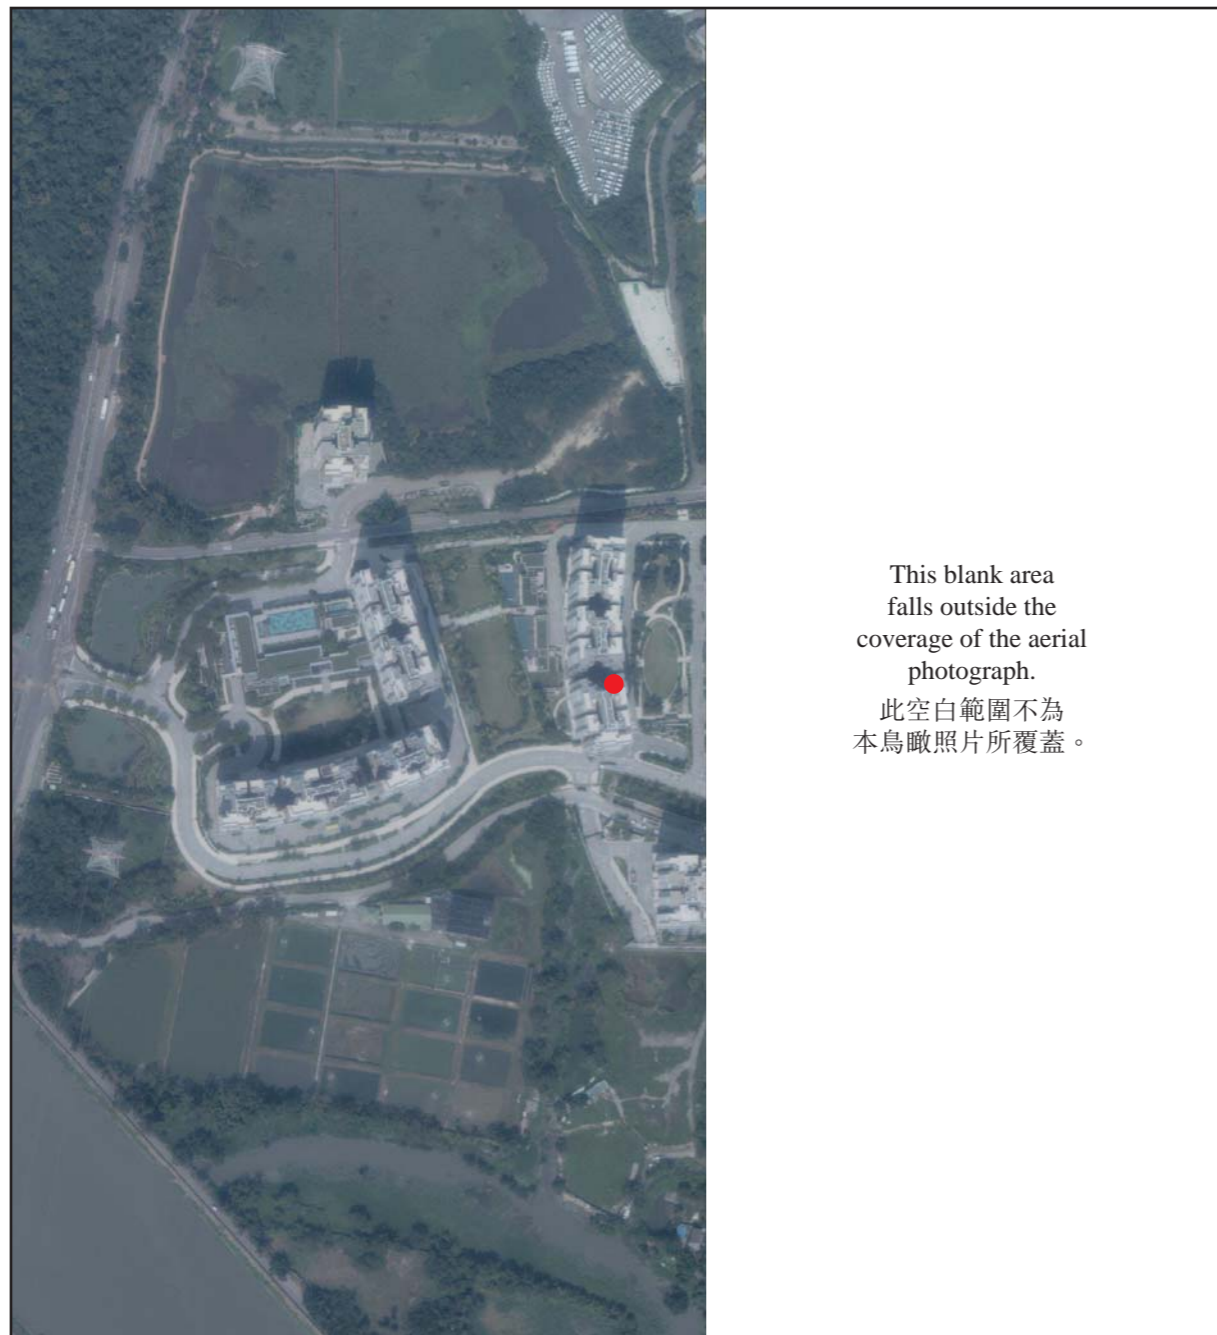 This blank area
falls outside the
coverage of the aerial
photograph.
此空白範圍不為
本鳥瞰照片所覆蓋。